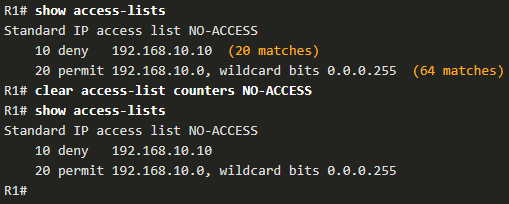 R1# show access-lists
Standard IP access list NO-ACCESS
    10 deny   192.168.10.10  (20 matches)
    20 permit 192.168.10.0, wildcard bits 0.0.0.255  (64 matches)
R1# clear access-list counters NO-ACCESS
R1# show access-lists
Standard IP access list NO-ACCESS
    10 deny   192.168.10.10
    20 permit 192.168.10.0, wildcard bits 0.0.0.255
R1#